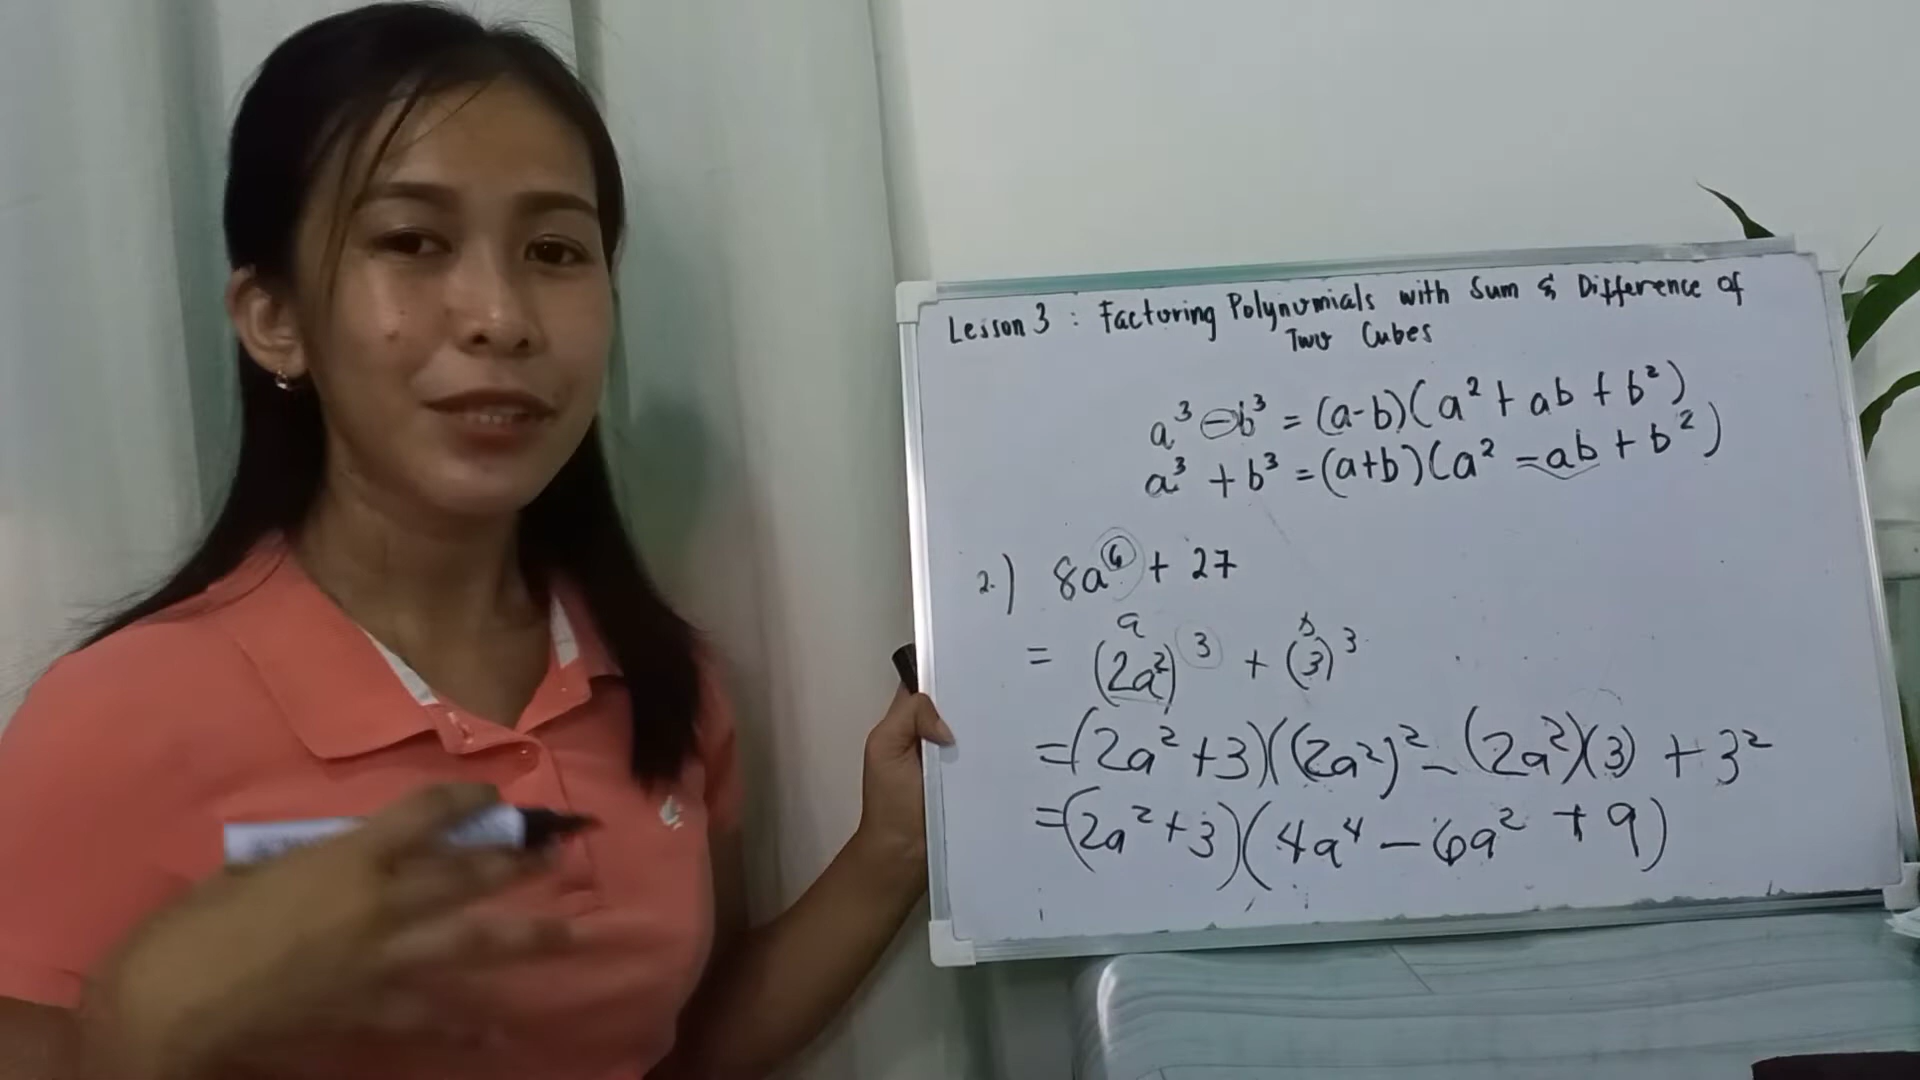 Lesson 3 : Factoring Polynomials with Sum & Difference of
Two Cubes
a³ - b³ = (a-b)(a² + ab + b²)
a³ + b³ = (a+b)(a² - ab + b²)
2.) 8a⁶ + 27
a
= (2a²)³ + (3)³
=(2a² +3)((2a²)² - (2a²)(3) + 3²
=(2a² +3)(4a⁴ - 6a² + 9)